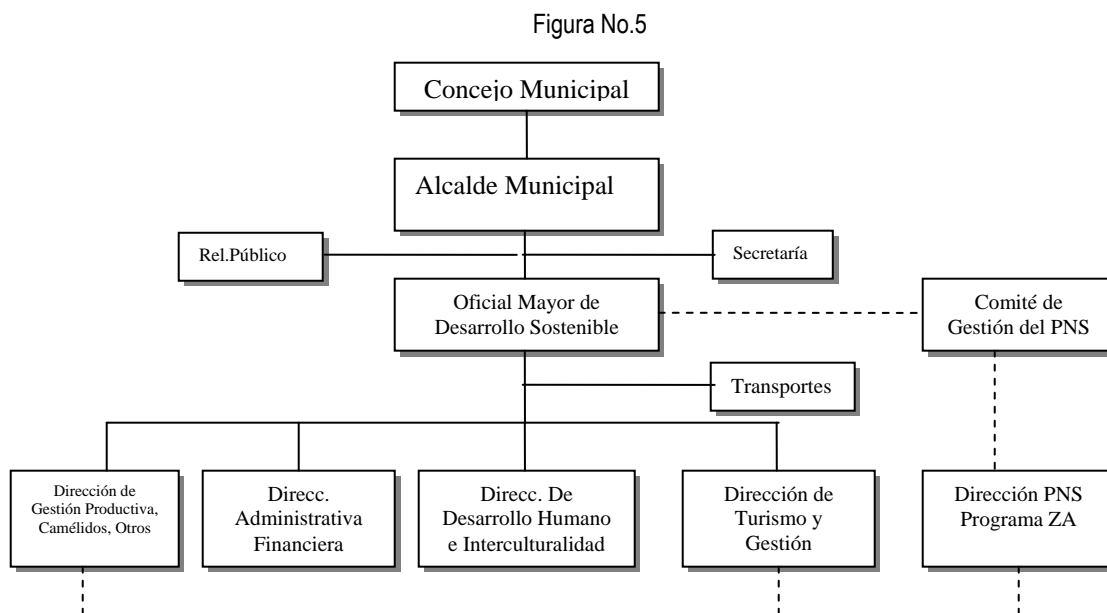 Figura No.5
Concejo Municipal
Alcalde Municipal
Rel.Público
Secretaría
Oficial Mayor de
Desarrollo Sostenible
Comité de
Gestión del PNS
Transportes
Dirección de
Gestión Productiva,
Camélidos, Otros
Direcc.
Administrativa
Financiera
Direcc. De
Desarrollo Humano
e Interculturalidad
Dirección de
Turismo y
Gestión
Dirección PNS
Programa ZA